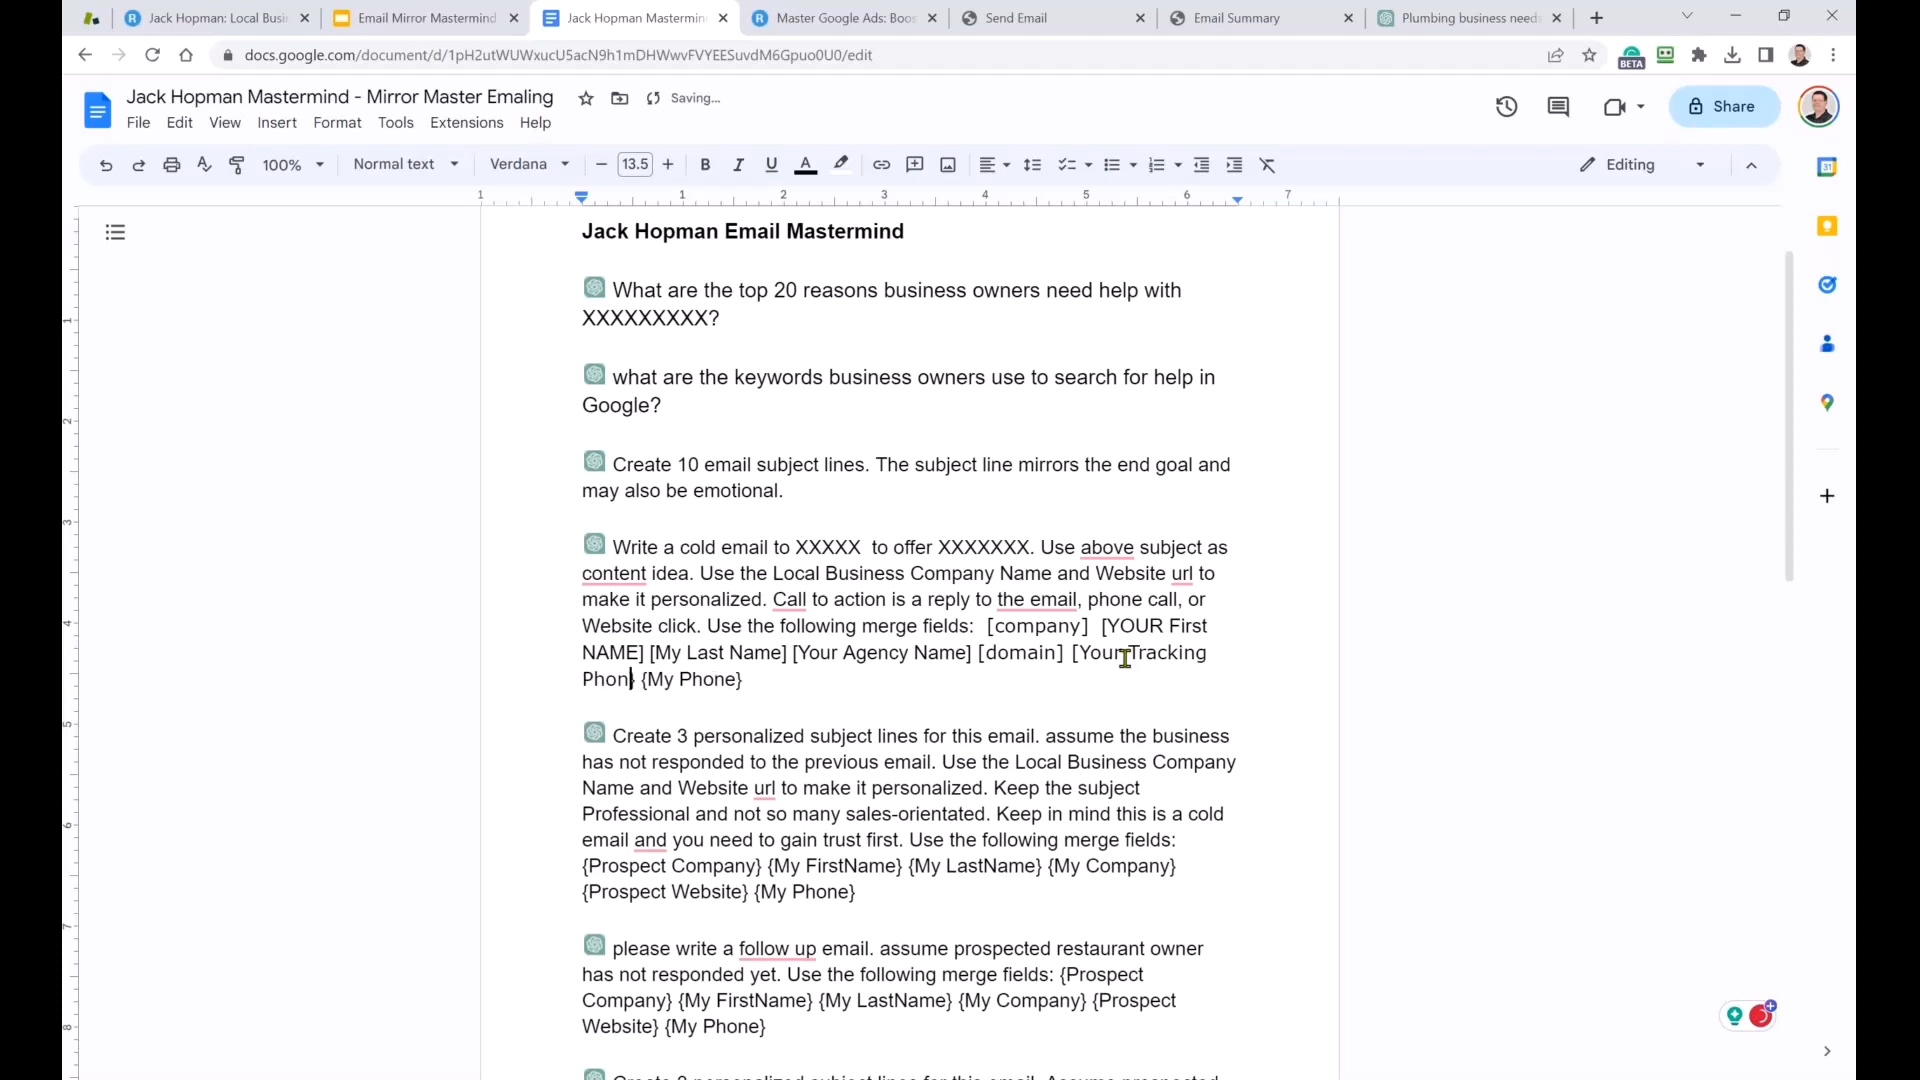 Jack Hopman: Local Busi
Email Mirror Mastermind
Jack Hopman Mastermin
Master Google Ads: Boos
Send Email
Email Summary
Plumbing business need
docs.google.com/document/d/1pH2utWUWxucU5acN9h1mDHWwvFVYEESuvdM6Gpuo0U0/edit
BETA
Jack Hopman Mastermind - Mirror Master Emaling
Saving...
Share
File Edit View Insert Format Tools Extensions Help
100% Normal text Verdana 13.5 Editing
1 1 2 3 4 5 6 7
Jack Hopman Email Mastermind
What are the top 20 reasons business owners need help with
XXXXXXXXX?
what are the keywords business owners use to search for help in
Google?
Create 10 email subject lines. The subject line mirrors the end goal and
may also be emotional.
Write a cold email to XXXXX to offer XXXXXXX. Use above subject as
content idea. Use the Local Business Company Name and Website url to
make it personalized. Call to action is a reply to the email, phone call, or
Website click. Use the following merge fields: [company] [YOUR First
NAME] [My Last Name] [Your Agency Name] [domain] [Your Tracking
Phon} {My Phone}
Create 3 personalized subject lines for this email. assume the business
has not responded to the previous email. Use the Local Business Company
Name and Website url to make it personalized. Keep the subject
Professional and not so many sales-orientated. Keep in mind this is a cold
email and you need to gain trust first. Use the following merge fields:
{Prospect Company} {My FirstName} {My LastName} {My Company}
{Prospect Website} {My Phone}
please write a follow up email. assume prospected restaurant owner
has not responded yet. Use the following merge fields: {Prospect
Company} {My FirstName} {My LastName} {My Company} {Prospect
Website} {My Phone}